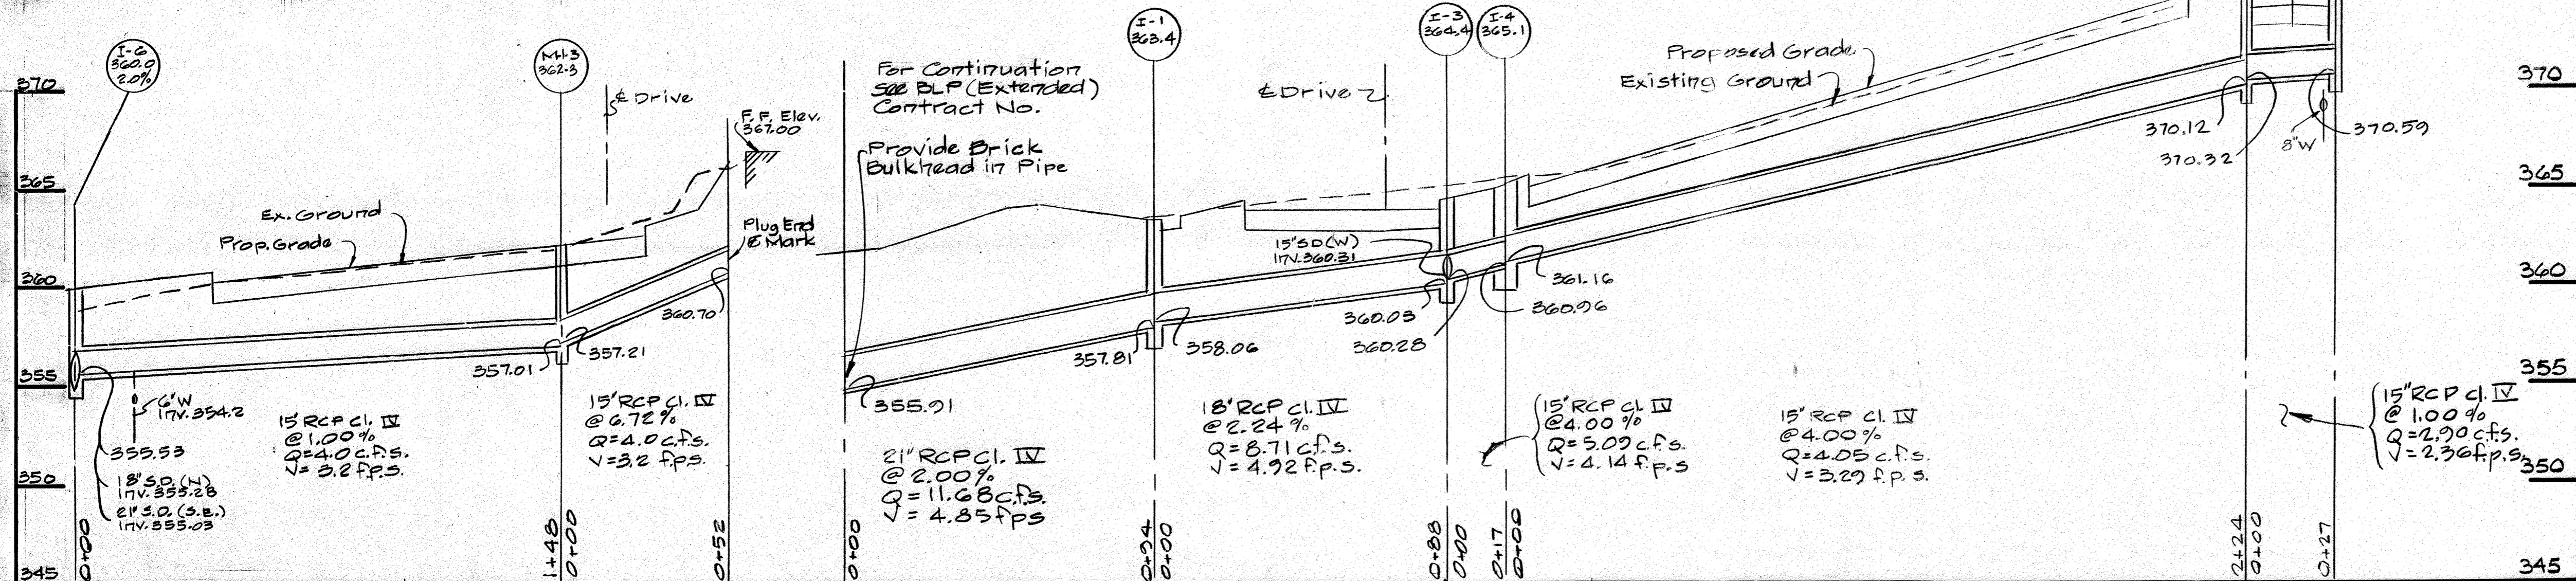 I-6
360.0
2.0%
MH-3
362.3
I-1
363.4
I-3
364.4
I-4
365.1
370
365
360
355
350
345
Ex. Ground
Prop. Grade
℄ Drive
F.F. Elev.
367.00
Plug End
& Mark
360.70
357.21
357.01
6"W
Inv. 354.2
355.53
18" S.D. (N)
Inv. 355.28
21" S.D. (S.E.)
Inv. 355.03
15" RCP Cl. IV
@ 1.00%
Q=4.0 c.f.s.
V= 3.2 f.p.s.
15" RCP Cl. IV
@ 6.72%
Q=4.0 c.f.s.
V=3.2 f.p.s.
0+00
1+48
0+00
0+52
For Continuation
see BLP (Extended)
Contract No.
Provide Brick
Bulkhead in Pipe
355.91
21" RCP Cl. IV
@ 2.00%
Q= 11.68 c.f.s.
V= 4.85 fps
357.81
358.06
18" RCP Cl. IV
@ 2.24%
Q= 8.71 c.f.s.
V= 4.92 f.p.s.
℄ Drive
15" SD (W)
Inv. 360.31
360.03
360.28
361.16
360.96
15" RCP Cl. IV
@ 4.00%
Q= 5.09 c.f.s.
V= 4.14 f.p.s
15" RCP Cl. IV
@ 4.00%
Q= 4.05 c.f.s.
V= 3.29 f.p.s.
Proposed Grade
Existing Ground
370.12
370.32
8"W
370.59
15" RCP Cl. IV
@ 1.00%
Q=2.90 c.f.s.
V= 2.36 f.p.s.
0+00
0+94
0+00
0+88
0+00
0+17
0+00
2+24
0+00
0+27
370
365
360
355
350
345